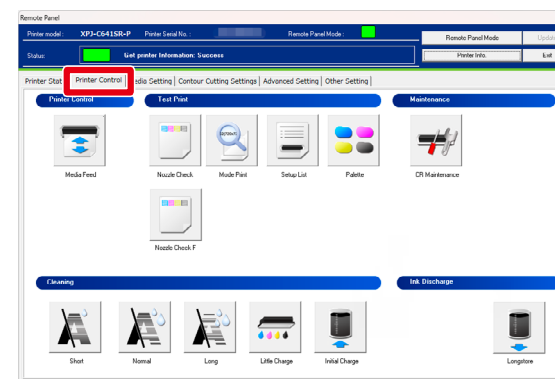 Remote Panel
Printer model : XPJ-C641SR-P Printer Serial No. : Remote Panel Mode :
Remote Panel Mode Update
Status: Get printer Information: Success
Printer Info. Exit
Printer Stat Printer Control edia Setting Contour Cutting Settings Advanced Setting Other Setting
Printer Control Test Print Maintenance
Media Feed Nozzle Check Mode Print Setup List Palette CR Maintenance
Nozzle Check F
Cleaning Ink Discharge
Short Normal Long Little Charge Initial Charge Longstore